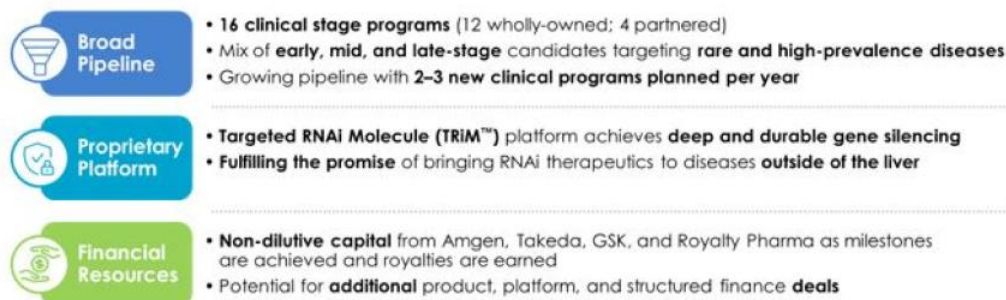 Broad
Pipeline
• 16 clinical stage programs (12 wholly-owned; 4 partnered)
• Mix of early, mid, and late-stage candidates targeting rare and high-prevalence diseases
• Growing pipeline with 2–3 new clinical programs planned per year
Proprietary
Platform
• Targeted RNAi Molecule (TRiM™) platform achieves deep and durable gene silencing
• Fulfilling the promise of bringing RNAi therapeutics to diseases outside of the liver
Financial
Resources
• Non-dilutive capital from Amgen, Takeda, GSK, and Royalty Pharma as milestones
are achieved and royalties are earned
• Potential for additional product, platform, and structured finance deals